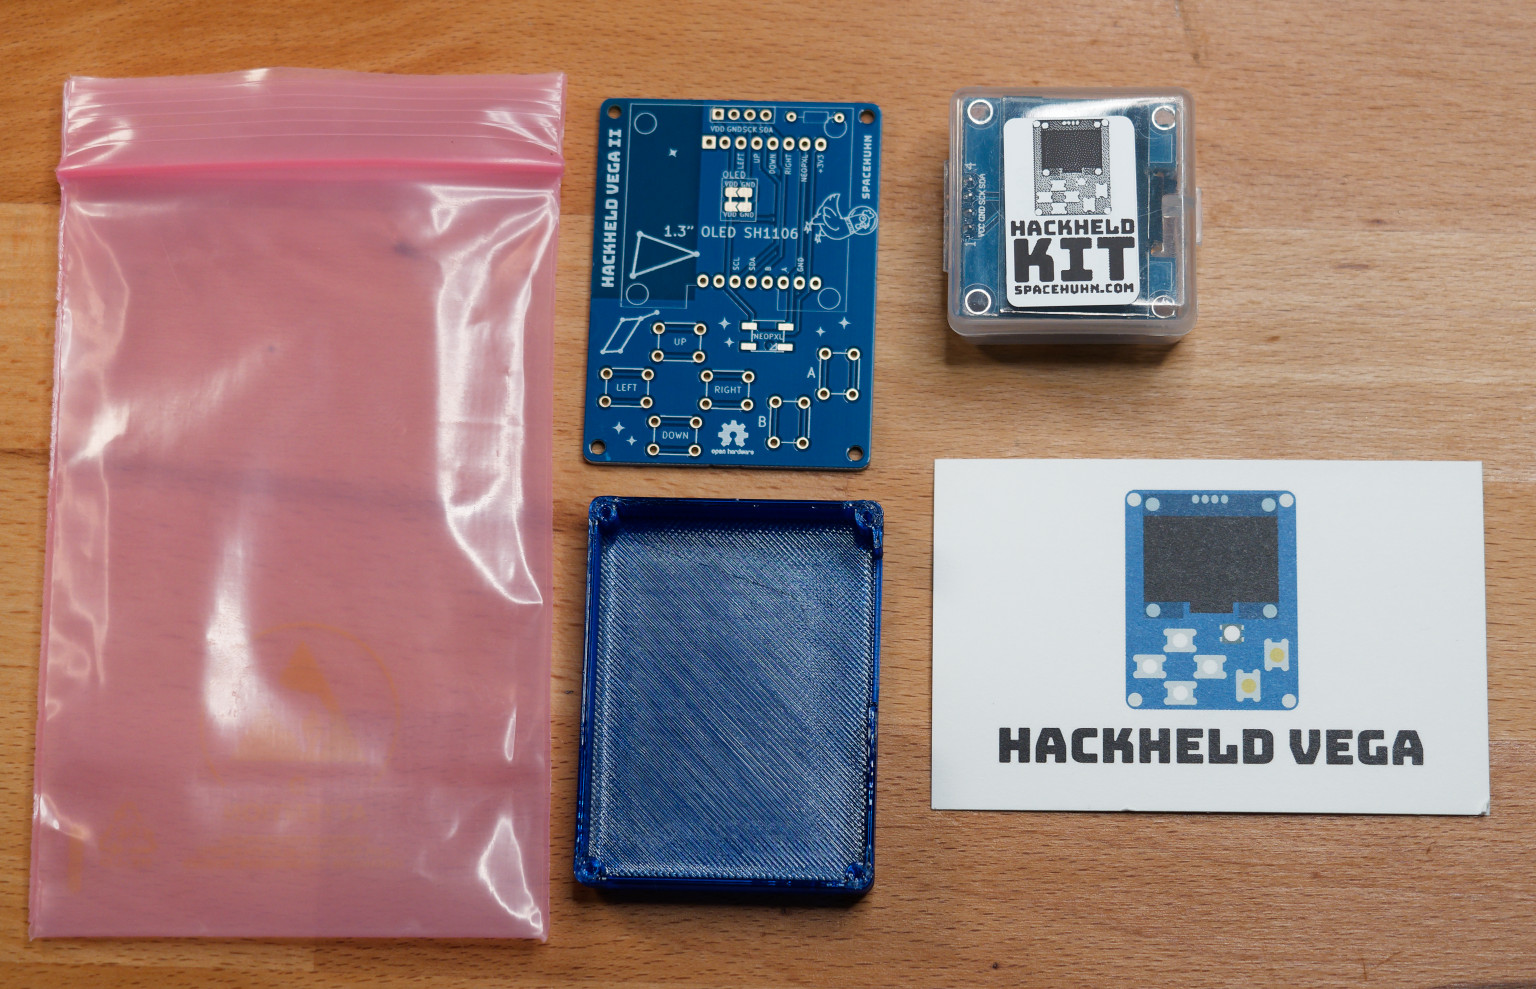 HACKHELD VEGA II
VDD GND SCK SDA
LEFT
UP
DOWN
RIGHT
NEOPXL
+3V3
SPACEHUHN
OLED
VDD GND
VDD GND
1.3" OLED SH1106
SCL
SDA
B
A
GND
NEOPXL
UP
LEFT
RIGHT
DOWN
A
B
open hardware
1
4
VCC GND SCK SDA
HACKHELD
KIT
SPACEHUHN.COM
HACKHELD VEGA